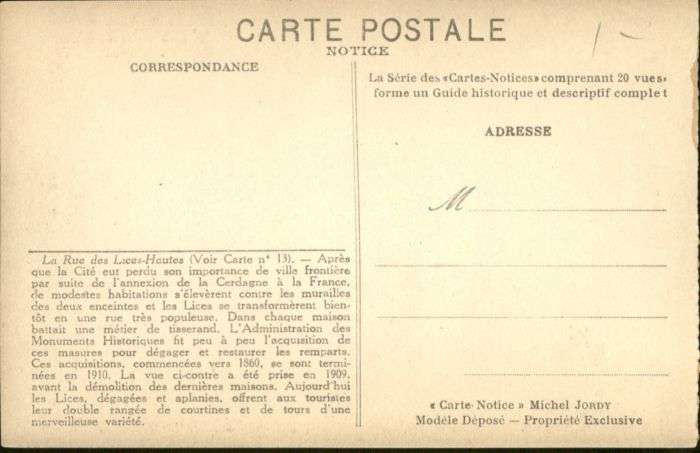 CARTE POSTALE
NOTICE
CORRESPONDANCE
La Série des «Cartes-Notices» comprenant 20 vues,
forme un Guide historique et descriptif complet
ADRESSE
M
La Rue des Lices-Hautes (Voir Carte n° 13). — Après
que la Cité eut perdu son importance de ville frontière
par suite de l'annexion de la Cerdagne à la France,
de modestes habitations s'élevèrent contre les murailles
des deux enceintes et les Lices se transformèrent bien-
tôt en une rue très populeuse. Dans chaque maison
battait une métier de tisserand. L'Administration des
Monuments Historiques fit peu à peu l'acquisition de
ces masures pour dégager et restaurer les remparts.
Ces acquisitions, commencées vers 1860, se sont termi-
nées en 1910. La vue ci-contre a été prise en 1909,
avant la démolition des dernières maisons. Aujourd'hui
les Lices, dégagées et aplanies, offrent aux touristes
leur double rangée de courtines et de tours d'une
merveilleuse variété.
« Carte-Notice » Michel JORDY
Modèle Déposé — Propriété Exclusive